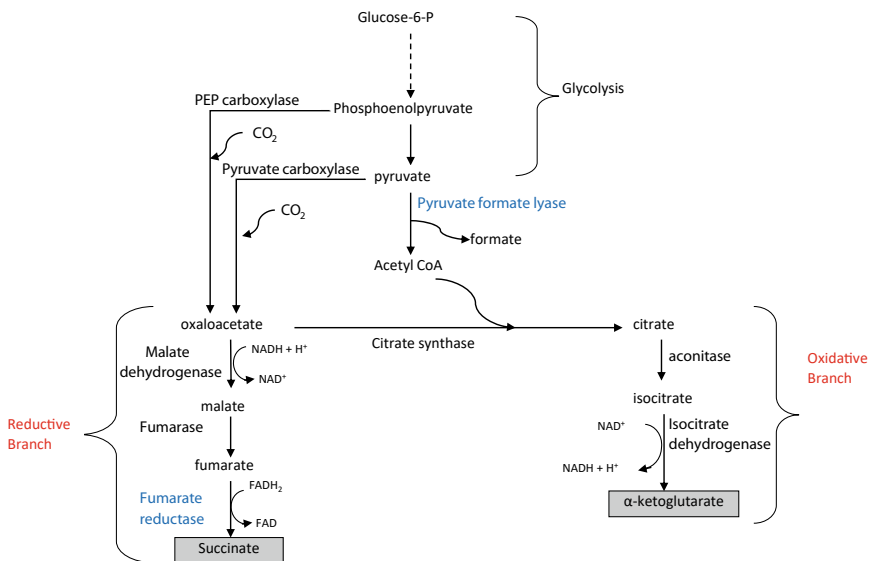 Glucose-6-P
Glycolysis
PEP carboxylase
Phosphoenolpyruvate
CO₂
Pyruvate carboxylase
pyruvate
Pyruvate formate lyase
CO₂
formate
Acetyl CoA
oxaloacetate
citrate
Citrate synthase
Malate
dehydrogenase
NADH + H⁺
NAD⁺
aconitase
Oxidative
Branch
malate
isocitrate
Reductive
Branch
Fumarase
NAD⁺
Isocitrate
dehydrogenase
fumarate
NADH + H⁺
FADH₂
Fumarate
reductase
FAD
α-ketoglutarate
Succinate